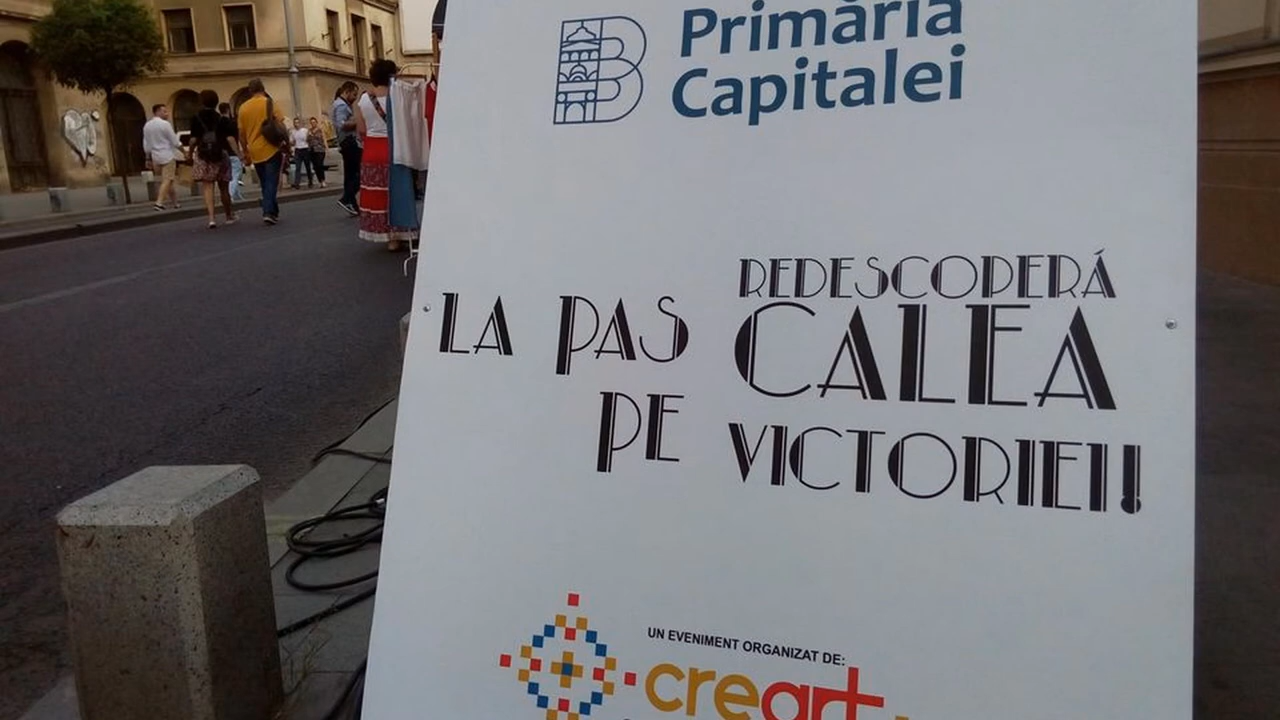 Primăria
Capitalei
REDESCOPERĂ
LA PAS CALEA
PE VICTORIEI!
UN EVENIMENT ORGANIZAT DE:
creart